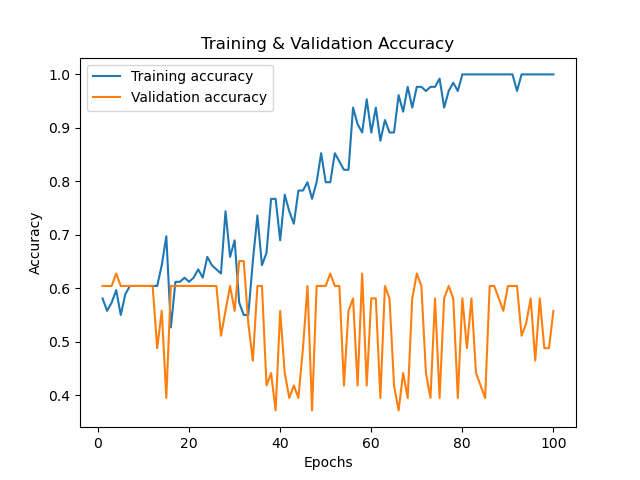 Training & Validation Accuracy
Training accuracy
Validation accuracy
Accuracy
1.0
0.9
0.8
0.7
0.6
0.5
0.4
0
20
40
60
80
100
Epochs